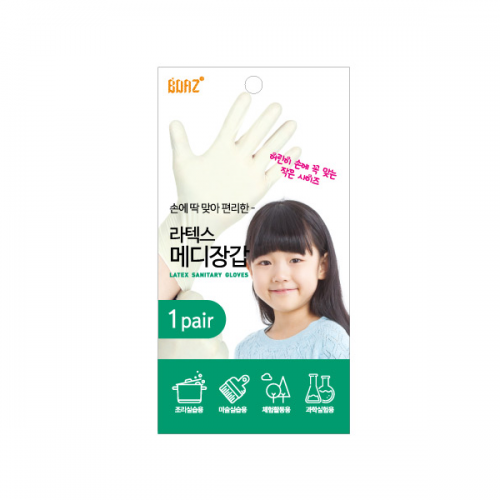 BOAZ
어린이 손에 꼭 맞는
작은 사이즈
손에 딱 맞아 편리한~
라텍스
메디장갑
LATEX SANITARY GLOVES
1 pair
조리실습용
미술실습용
체험활동용
과학실험용